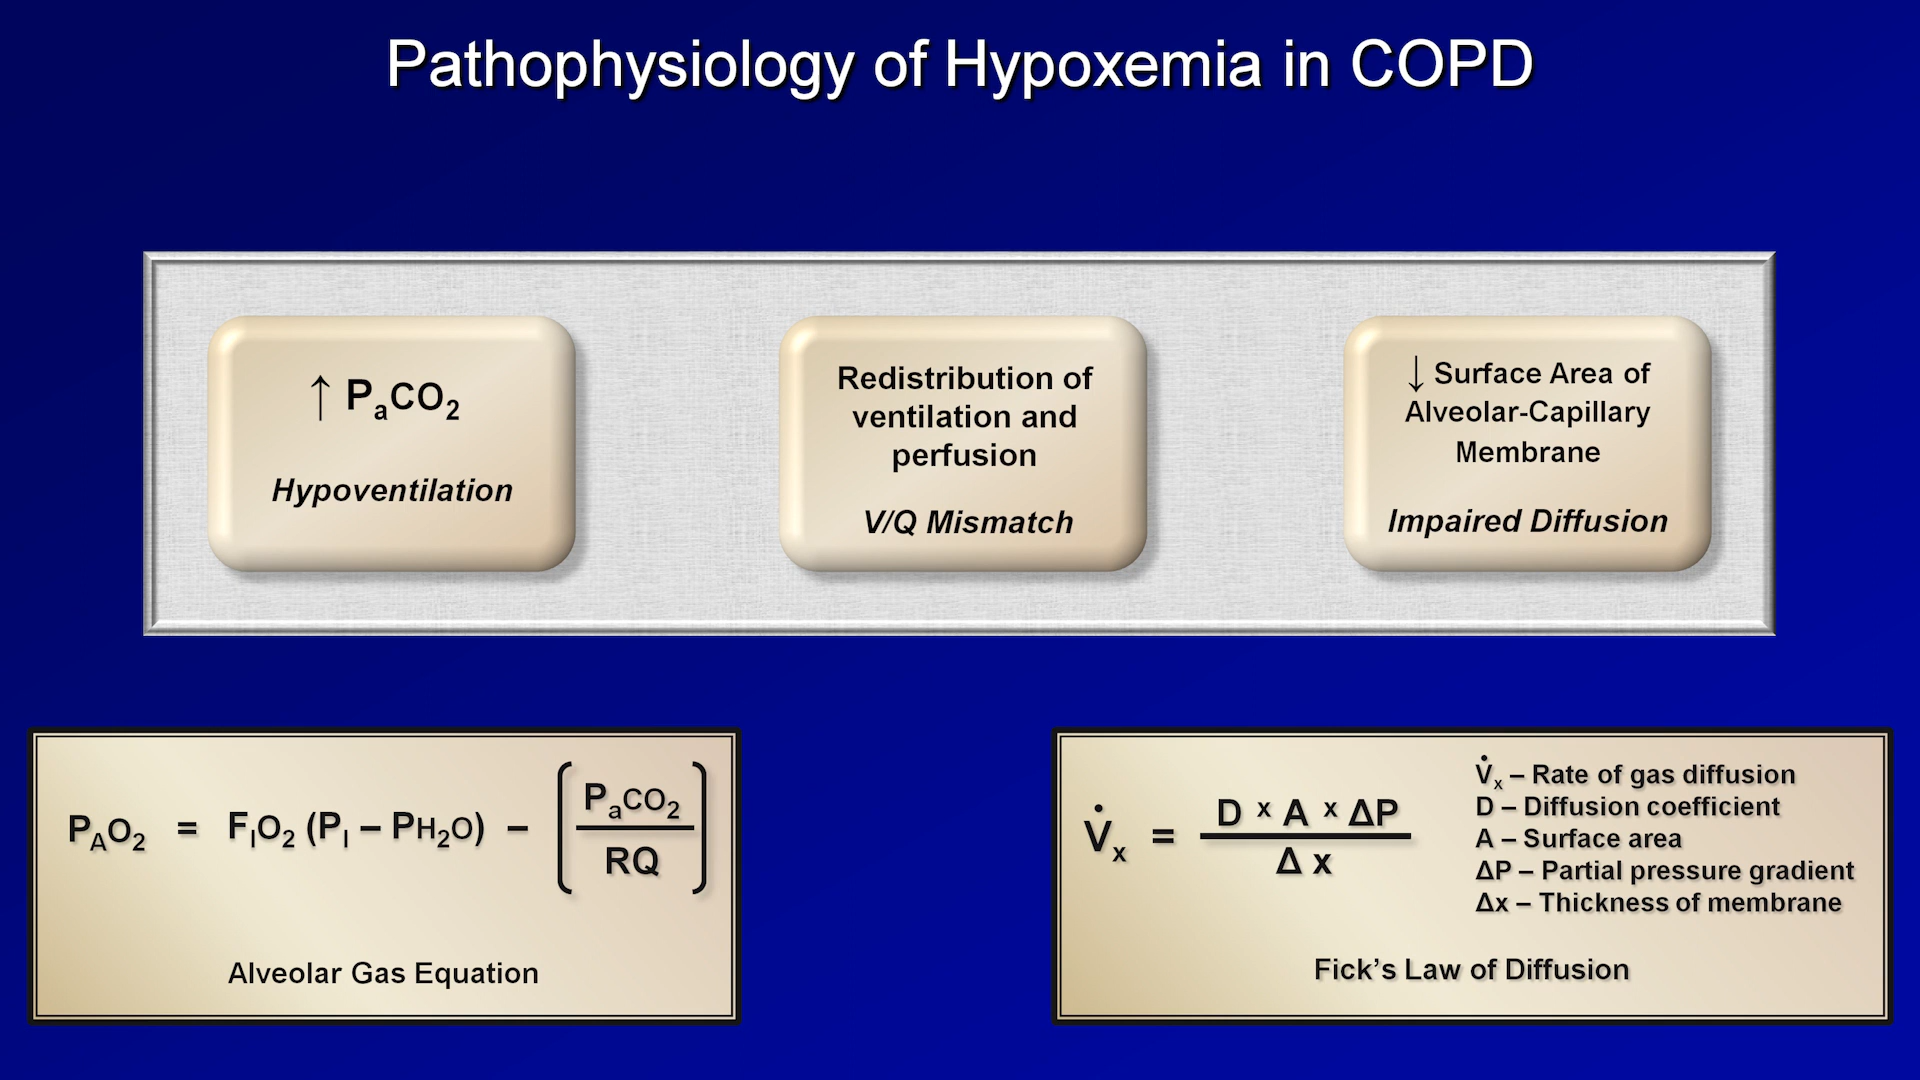 Pathophysiology of Hypoxemia in COPD
↑ PaCO2
Hypoventilation
Redistribution of
ventilation and
perfusion
V/Q Mismatch
↓ Surface Area of
Alveolar-Capillary
Membrane
Impaired Diffusion
PAO2 = FIO2 (PI – PH2O) – (PaCO2 / RQ)
Alveolar Gas Equation
V̇x = D x A x ΔP / Δ x
V̇x – Rate of gas diffusion
D – Diffusion coefficient
A – Surface area
ΔP – Partial pressure gradient
Δx – Thickness of membrane
Fick’s Law of Diffusion